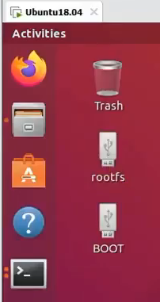 Ubuntu18.04
Activities
Trash
rootfs
BOOT